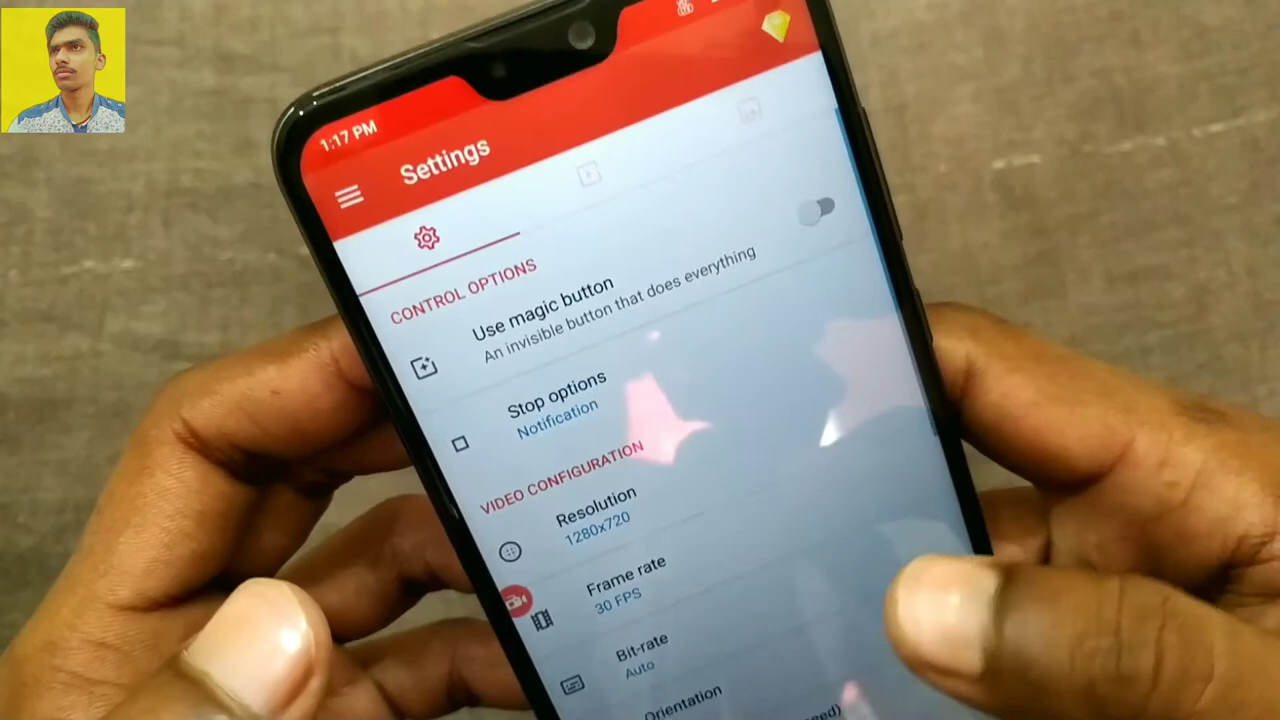 1:17 PM
Settings
CONTROL OPTIONS
Use magic button
An invisible button that does everything
Stop options
Notification
VIDEO CONFIGURATION
Resolution
1280x720
Frame rate
30 FPS
Bit-rate
Auto
Orientation